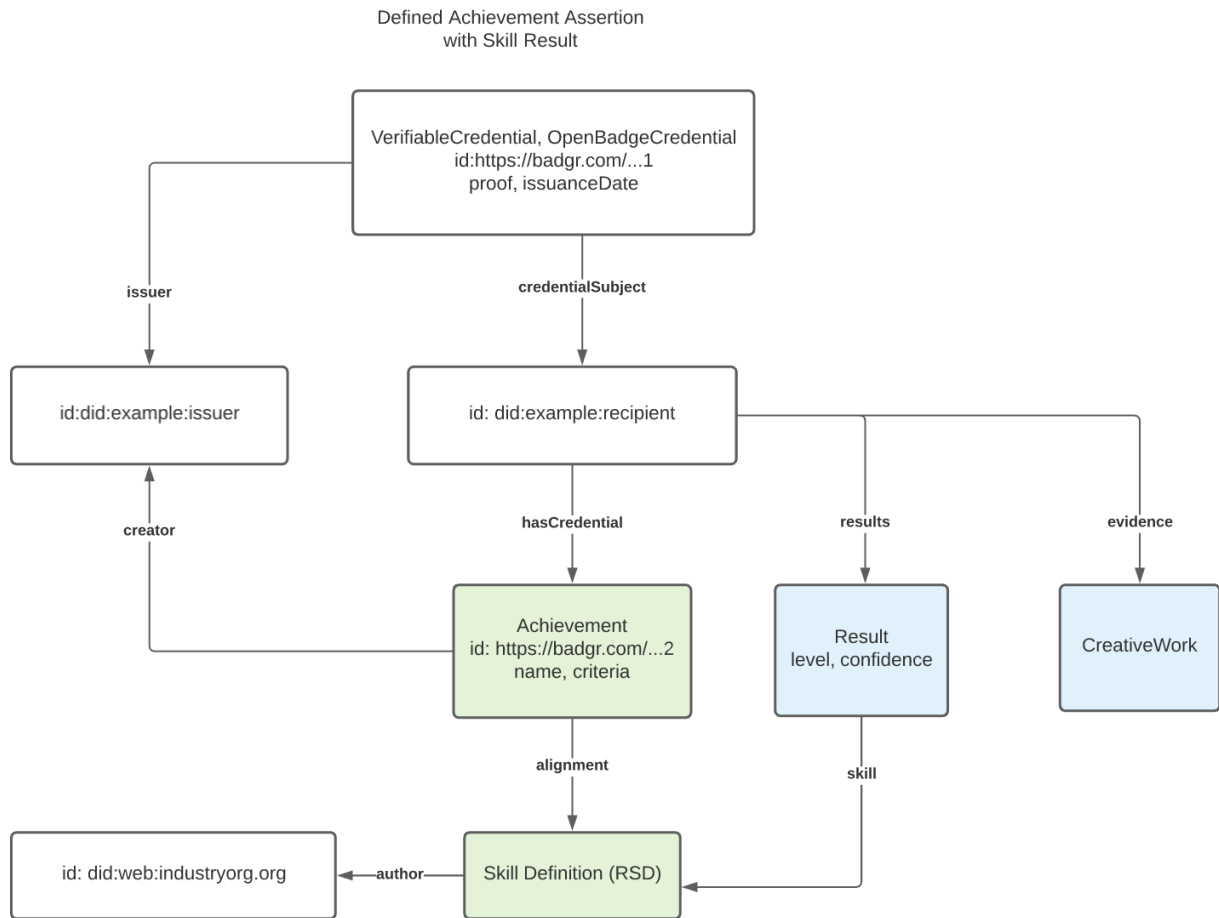 Defined Achievement Assertion
with Skill Result
VerifiableCredential, OpenBadgeCredential
id:https://badgr.com/...1
proof, issuanceDate
issuer
credentialSubject
id:did:example:issuer
id: did:example:recipient
creator
hasCredential
results
evidence
Achievement
id: https://badgr.com/...2
name, criteria
Result
level, confidence
CreativeWork
alignment
skill
id: did:web:industryorg.org
author
Skill Definition (RSD)